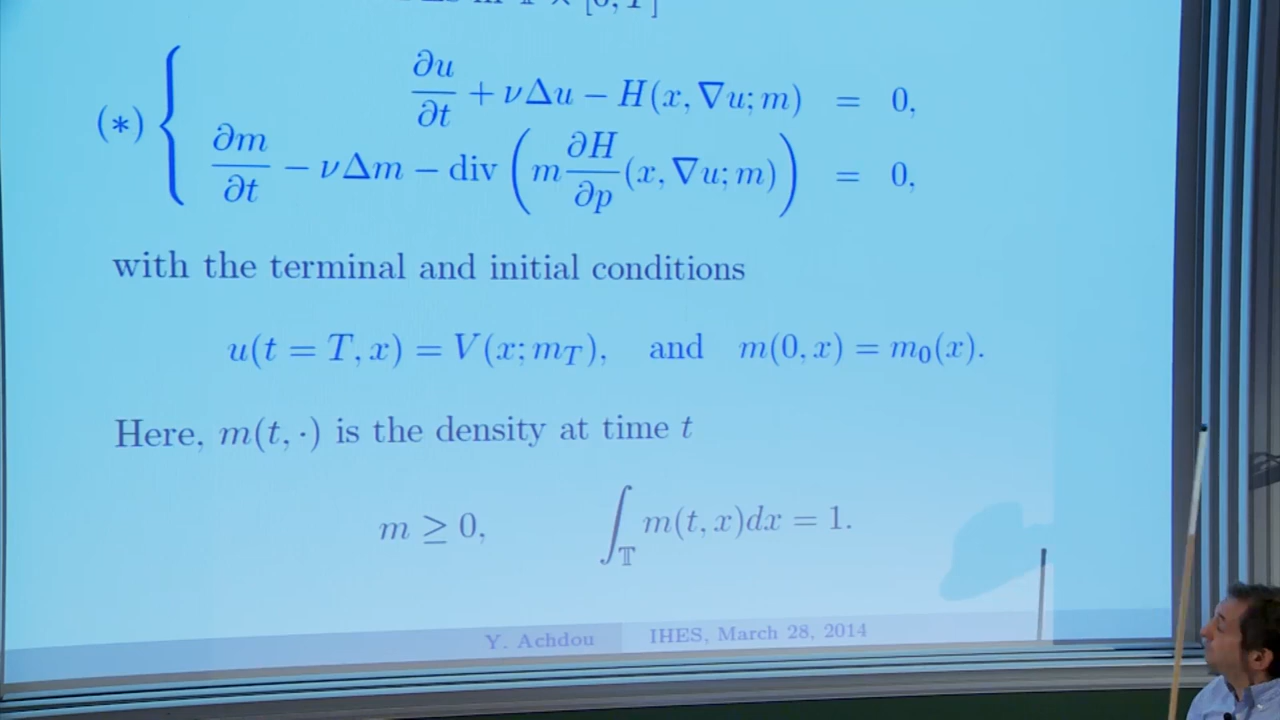 ∂u/∂t + νΔu − H(x, ∇u; m) = 0,
(∗) {
∂m/∂t − νΔm − div (m ∂H/∂p (x, ∇u; m)) = 0,
with the terminal and initial conditions
u(t = T, x) = V(x; m_T), and m(0, x) = m_0(x).
Here, m(t, ·) is the density at time t
m ≥ 0, ∫_𝕋 m(t, x)dx = 1.
Y. Achdou IHES, March 28, 2014